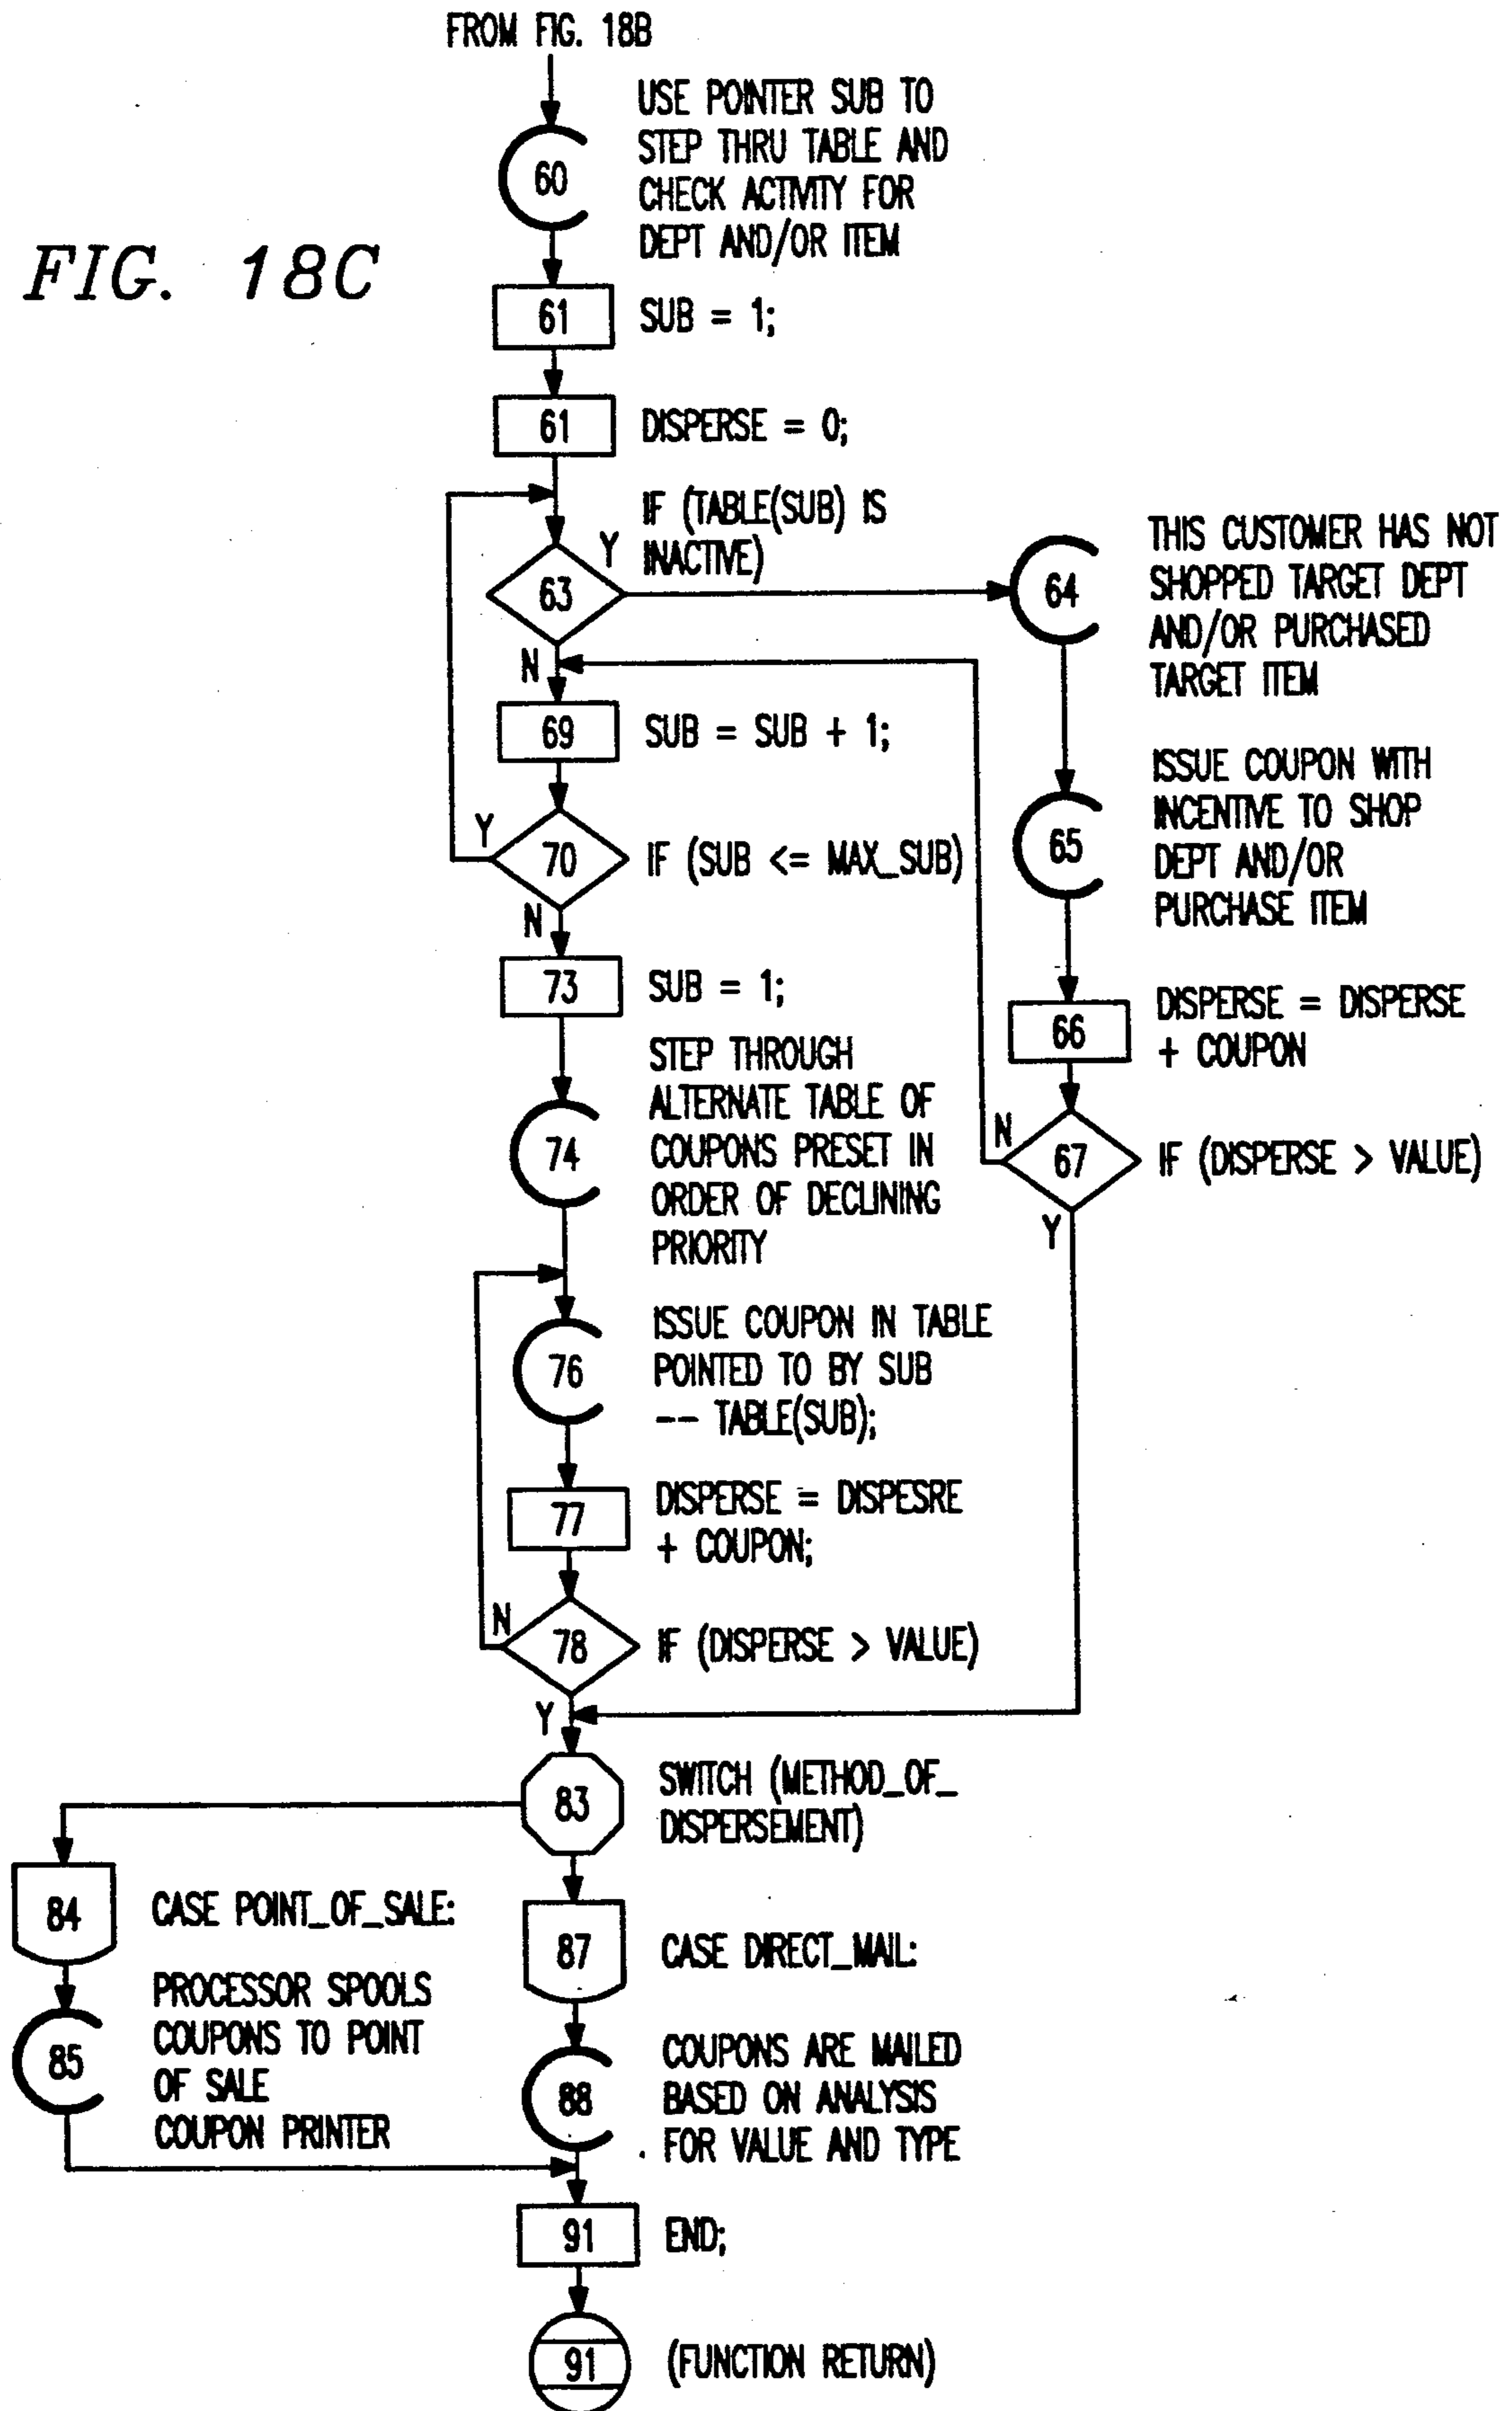 FROM FIG. 18B
USE POINTER SUB TO
STEP THRU TABLE AND
CHECK ACTIVITY FOR
DEPT AND/OR ITEM
60
FIG. 18C
61
SUB = 1;
61
DISPERSE = 0;
IF (TABLE(SUB) IS
INACTIVE)
Y
63
N
THIS CUSTOMER HAS NOT
SHOPPED TARGET DEPT
AND/OR PURCHASED
TARGET ITEM
64
69
SUB = SUB + 1;
ISSUE COUPON WITH
INCENTIVE TO SHOP
DEPT AND/OR
PURCHASE ITEM
65
Y
70
IF (SUB <= MAX_SUB)
N
73
SUB = 1;
66
DISPERSE = DISPERSE
+ COUPON
STEP THROUGH
ALTERNATE TABLE OF
COUPONS PRESET IN
ORDER OF DECLINING
PRIORITY
74
N
67
IF (DISPERSE > VALUE)
Y
ISSUE COUPON IN TABLE
POINTED TO BY SUB
-- TABLE(SUB);
76
77
DISPERSE = DISPESRE
+ COUPON;
N
78
IF (DISPERSE > VALUE)
Y
83
SWITCH (METHOD_OF_
DISPERSEMENT)
84
CASE POINT_OF_SALE:
87
CASE DIRECT_MAIL:
PROCESSOR SPOOLS
COUPONS TO POINT
OF SALE
COUPON PRINTER
85
COUPONS ARE MAILED
BASED ON ANALYSIS
FOR VALUE AND TYPE
88
91
END;
91
(FUNCTION RETURN)